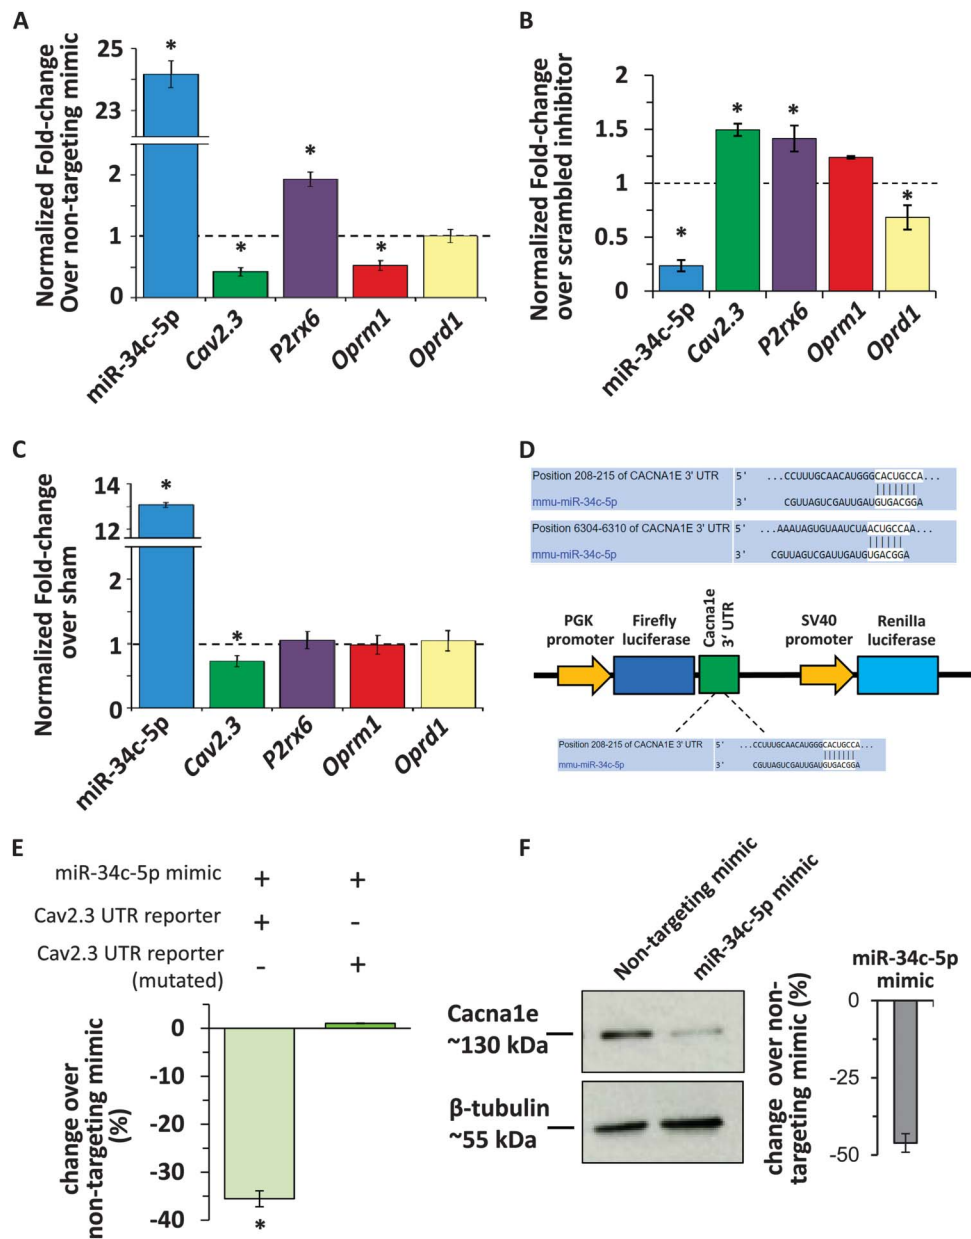 A
Normalized Fold-change
Over non-targeting mimic
25
23
2
1
0
*
*
*
*
miR-34c-5p
Cav2.3
P2rx6
Oprm1
Oprd1
B
Normalized Fold-change
over scrambled inhibitor
2
1.5
1
0.5
0
*
*
*
*
miR-34c-5p
Cav2.3
P2rx6
Oprm1
Oprd1
C
Normalized Fold-change
over sham
14
12
2
1
0
*
*
miR-34c-5p
Cav2.3
P2rx6
Oprm1
Oprd1
D
Position 208-215 of CACNA1E 3' UTR 5' ...CCUUUGCAACAUGGGCACUGCCA...
|||||||
mmu-miR-34c-5p 3' CGUUAGUCGAUUGAUGUGACGGA
Position 6304-6310 of CACNA1E 3' UTR 5' ...AAAUAGUGUAAUCUAACUGCCAA...
||||||
mmu-miR-34c-5p 3' CGUUAGUCGAUUGAUGUGACGGA
PGK
promoter
Firefly
luciferase
Cacna1e
3' UTR
SV40
promoter
Renilla
luciferase
Position 208-215 of CACNA1E 3' UTR 5' ...CCUUUGCAACAUGGGCACUGCCA...
|||||||
mmu-miR-34c-5p 3' CGUUAGUCGAUUGAUGUGACGGA
E
miR-34c-5p mimic + +
Cav2.3 UTR reporter + -
Cav2.3 UTR reporter
(mutated) - +
change over
non-targeting mimic
(%)
0
-10
-20
-30
-40
*
F
Non-targeting mimic
miR-34c-5p mimic
Cacna1e
~130 kDa
β-tubulin
~55 kDa
miR-34c-5p
mimic
change over non-
targeting mimic (%)
0
-25
-50